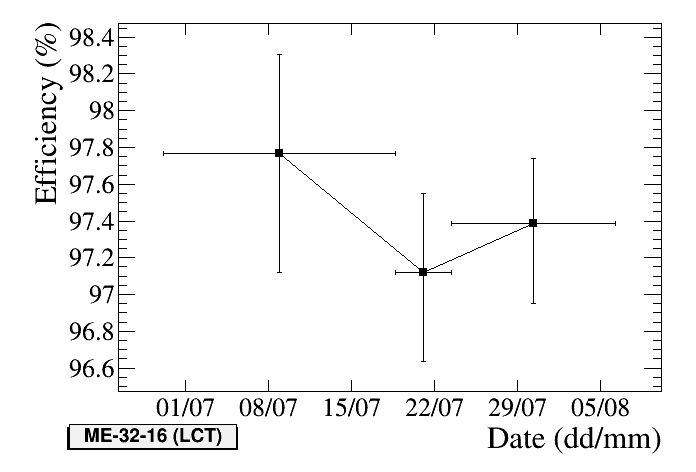 Efficiency (%)
98.4
98.2
98
97.8
97.6
97.4
97.2
97
96.8
96.6
01/07 08/07 15/07 22/07 29/07 05/08
ME-32-16 (LCT)
Date (dd/mm)